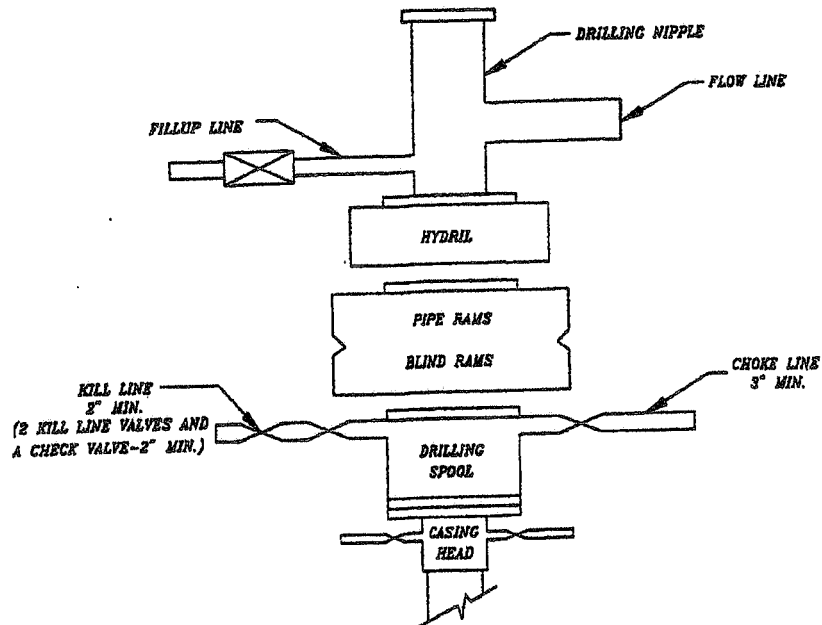 DRILLING NIPPLE
FLOW LINE
FILLUP LINE
HYDRIL
PIPE RAMS
BLIND RAMS
KILL LINE
2" MIN.
(2 KILL LINE VALVES AND
A CHECK VALVE-2" MIN.)
CHOKE LINE
3" MIN.
DRILLING
SPOOL
CASING
HEAD